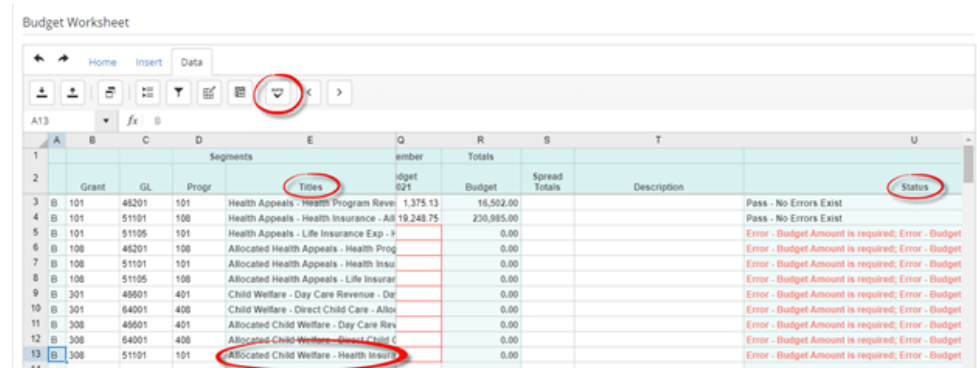 Budget Worksheet
Home Insert Data
A13 fx B
A B C D E Q R S T U
1 Segments ember Totals
2 Grant GL Progr Titles dget 021 Budget Spread Totals Description Status
3 B 101 46201 101 Health Appeals - Health Program Reve 1,375.13 16,502.00 Pass - No Errors Exist
4 B 101 51101 108 Health Appeals - Health Insurance - All 19,248.75 230,985.00 Pass - No Errors Exist
5 B 101 51105 101 Health Appeals - Life Insurance Exp - H 0.00 Error - Budget Amount is required; Error - Budget
6 B 108 46201 108 Allocated Health Appeals - Health Prog 0.00 Error - Budget Amount is required; Error - Budget
7 B 108 51101 101 Allocated Health Appeals - Health Insu 0.00 Error - Budget Amount is required; Error - Budget
8 B 108 51105 108 Allocated Health Appeals - Life Insuran 0.00 Error - Budget Amount is required; Error - Budget
9 B 301 46601 401 Child Welfare - Day Care Revenue - Da 0.00 Error - Budget Amount is required; Error - Budget
10 B 301 64001 408 Child Welfare - Direct Child Care - Allo 0.00 Error - Budget Amount is required; Error - Budget
11 B 308 46601 401 Allocated Child Welfare - Day Care Rev 0.00 Error - Budget Amount is required; Error - Budget
12 B 308 64001 408 Allocated Child Welfare - Direct Child C 0.00 Error - Budget Amount is required; Error - Budget
13 B 308 51101 101 Allocated Child Welfare - Health Insura 0.00 Error - Budget Amount is required; Error - Budget